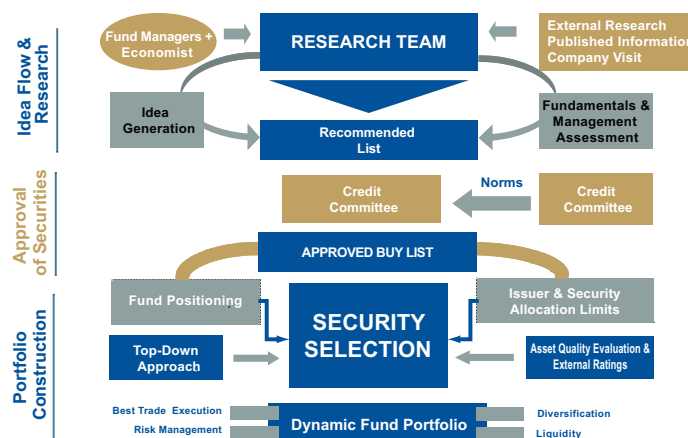 Idea Flow &
Research
Fund Managers +
Economist
RESEARCH TEAM
External Research
Published Information
Company Visit
Idea
Generation
Recommended
List
Fundamentals &
Management
Assessment
Approval
of Securities
Credit
Committee
Norms
Credit
Committee
APPROVED BUY LIST
Portfolio
Construction
Fund Positioning
SECURITY
SELECTION
Issuer & Security
Allocation Limits
Top-Down
Approach
Asset Quality Evaluation &
External Ratings
Best Trade Execution
Risk Management
Dynamic Fund Portfolio
Diversification
Liquidity